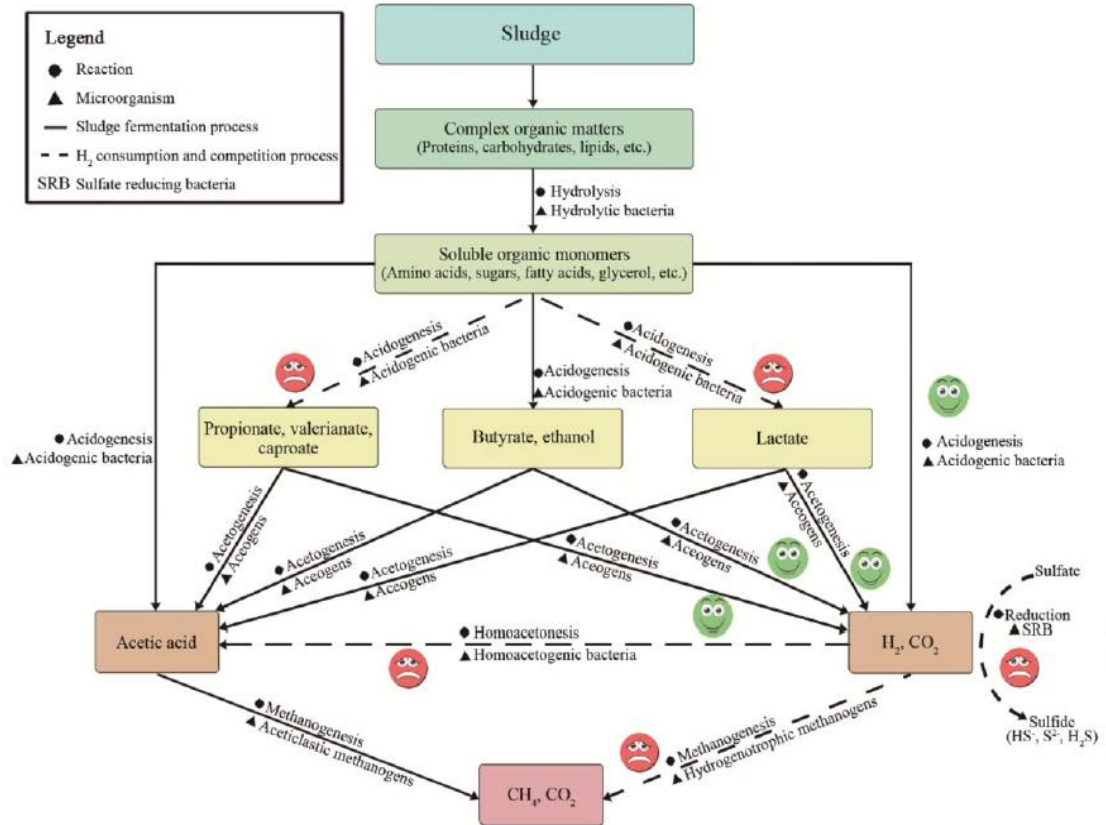 Legend
Reaction
Microorganism
Sludge fermentation process
H₂ consumption and competition process
SRB Sulfate reducing bacteria
Sludge
Complex organic matters
(Proteins, carbohydrates, lipids, etc.)
Hydrolysis
Hydrolytic bacteria
Soluble organic monomers
(Amino acids, sugars, fatty acids, glycerol, etc.)
Acidogenesis
Acidogenic bacteria
Acidogenesis
Acidogenic bacteria
Acidogenesis
Acidogenic bacteria
Acidogenesis
Acidogenic bacteria
Acidogenesis
Acidogenic bacteria
Propionate, valerianate,
caproate
Butyrate, ethanol
Lactate
Acetogenesis
Aceogens
Acetogenesis
Aceogens
Acetogenesis
Aceogens
Acetogenesis
Aceogens
Acetogenesis
Aceogens
Acetogenesis
Aceogens
Acetic acid
Homoacetonesis
Homoacetogenic bacteria
H₂, CO₂
Sulfate
Reduction
SRB
Sulfide
(HS⁻, S²⁻, H₂S)
Methanogenesis
Aceticlastic methanogens
Methanogenesis
Hydrogenotrophic methanogens
CH₄, CO₂